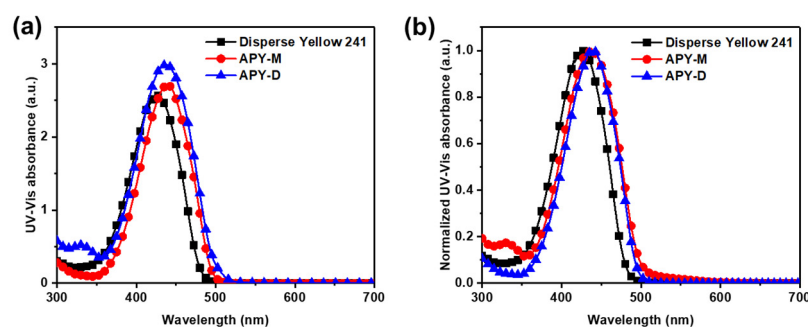 (a)
Disperse Yellow 241
APY-M
APY-D
UV-Vis absorbance (a.u.)
3
2
1
0
300 400 500 600 700
Wavelength (nm)
(b)
Disperse Yellow 241
APY-M
APY-D
Normalized UV-Vis absorbance (a.u.)
1.0
0.8
0.6
0.4
0.2
0.0
300 400 500 600 700
Wavelength (nm)